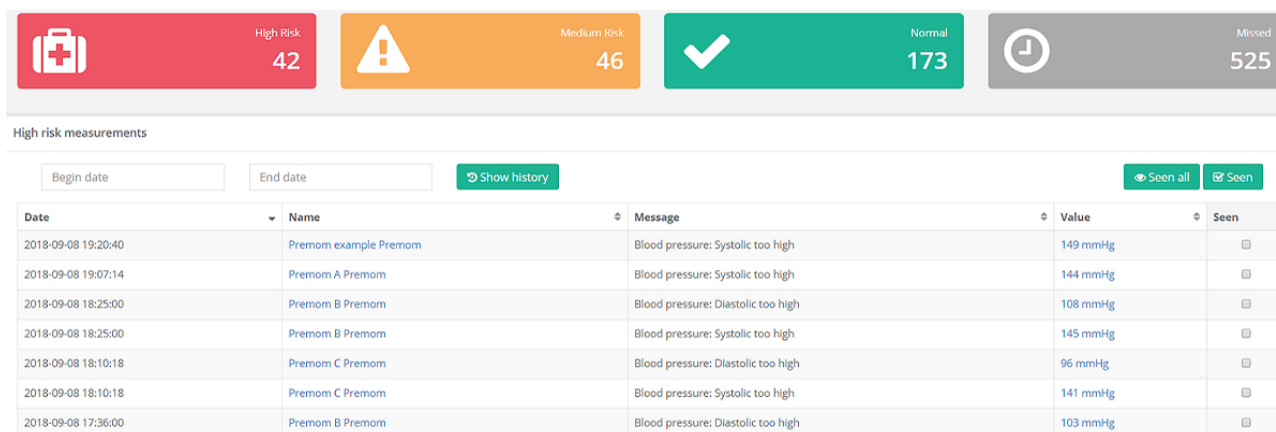 High Risk
42
Medium Risk
46
Normal
173
Missed
525
High risk measurements
Begin date End date Show history Seen all Seen
Date Name Message Value Seen
2018-09-08 19:20:40 Premom example Premom Blood pressure: Systolic too high 149 mmHg
2018-09-08 19:07:14 Premom A Premom Blood pressure: Systolic too high 144 mmHg
2018-09-08 18:25:00 Premom B Premom Blood pressure: Diastolic too high 108 mmHg
2018-09-08 18:25:00 Premom B Premom Blood pressure: Systolic too high 145 mmHg
2018-09-08 18:10:18 Premom C Premom Blood pressure: Diastolic too high 96 mmHg
2018-09-08 18:10:18 Premom C Premom Blood pressure: Systolic too high 141 mmHg
2018-09-08 17:36:00 Premom B Premom Blood pressure: Diastolic too high 103 mmHg